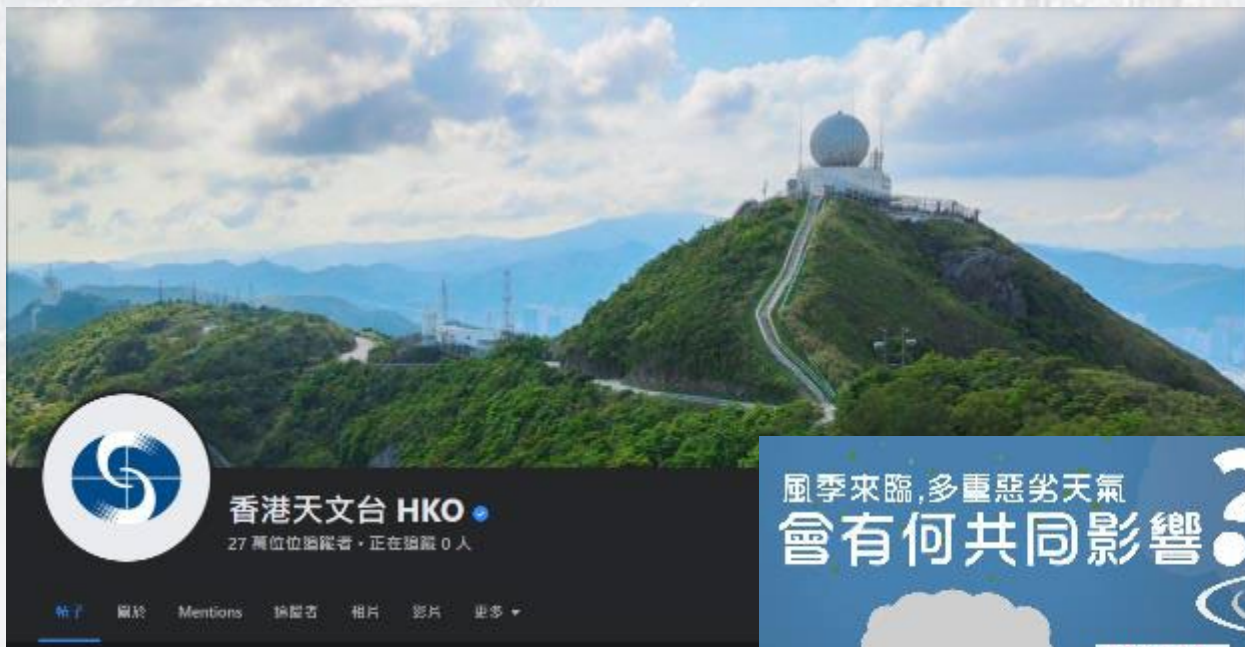 香港天文台 HKO
27 萬位位追蹤者 · 正在追蹤 0 人
帖子 關於 Mentions 追蹤者 相片 影片 更多
風季來臨,多重惡劣天氣
會有何共同影響?